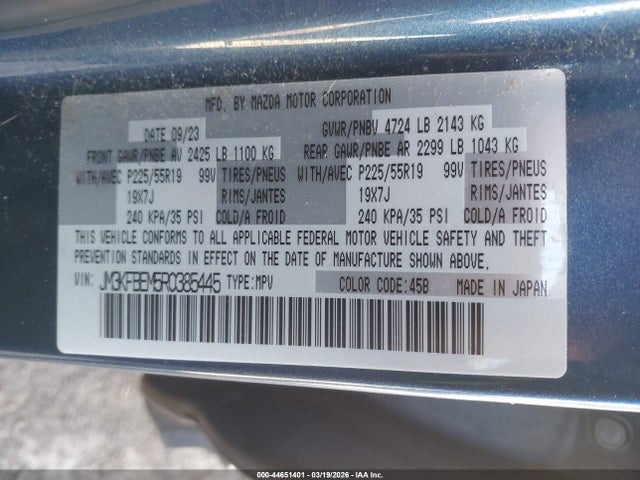 MFD. BY MAZDA MOTOR CORPORATION
DATE 09/23 GVWR/PNBV 4724 LB 2143 KG
FRONT GAWR/PNBE AV 2425 LB 1100 KG REAR GAWR/PNBE AR 2299 LB 1043 KG
WITH/AVEC P225/55R19 99V TIRES/PNEUS WITH/AVEC P225/55R19 99V TIRES/PNEUS
19X7J RIMS/JANTES 19X7J RIMS/JANTES
240 KPA/35 PSI COLD/A FROID 240 KPA/35 PSI COLD/A FROID
THIS VEHICLE CONFORMS TO ALL APPLICABLE FEDERAL MOTOR VEHICLE SAFETY AND THEFT
PREVENTION STANDARDS IN EFFECT ON THE DATE OF MANUFACTURE SHOWN ABOVE.
VIN: JM3KFBEM5R0385445 TYPE:MPV COLOR CODE:45B MADE IN JAPAN
000-44651401 - 03/19/2026 - IAA Inc.